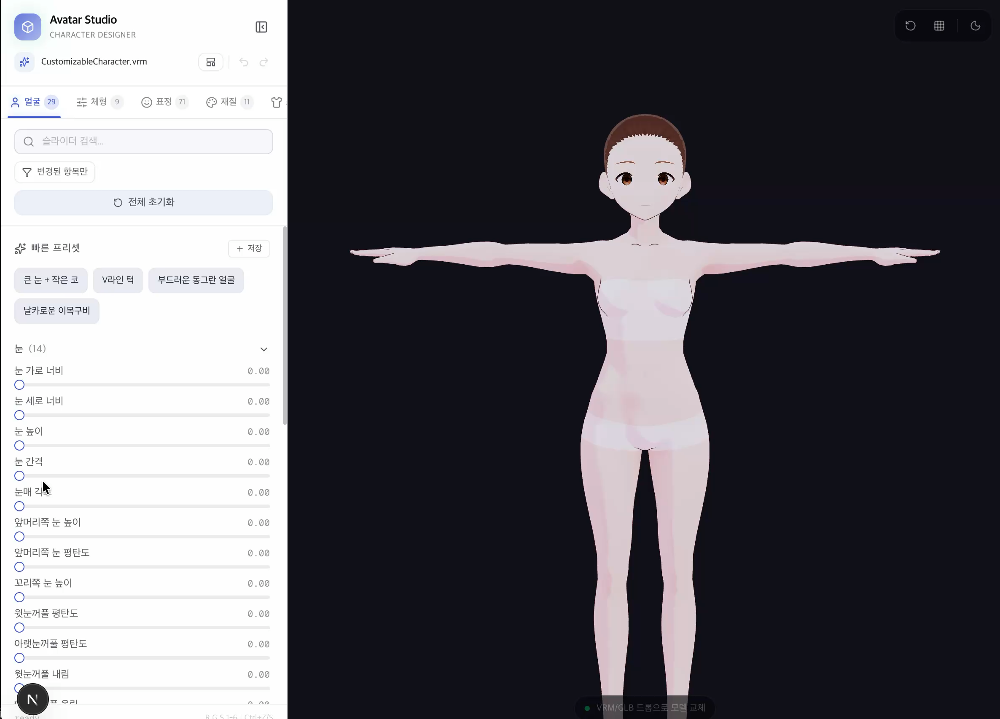 Avatar Studio
CHARACTER DESIGNER
CustomizableCharacter.vrm
얼굴 29 체형 9 표정 71 재질 11
슬라이더 검색...
변경된 항목만
전체 초기화
빠른 프리셋
+ 저장
큰 눈 + 작은 코 V라인 턱 부드러운 동그란 얼굴
날카로운 이목구비
눈 (14)
눈 가로 너비 0.00
눈 세로 너비 0.00
눈 높이 0.00
눈 간격 0.00
눈매 0.00
앞머리쪽 눈 높이 0.00
앞머리쪽 눈 평탄도 0.00
꼬리쪽 눈 높이 0.00
윗눈꺼풀 평탄도 0.00
아랫눈꺼풀 평탄도 0.00
윗눈꺼풀 내림 0.00
N
ready R G S 1-6 | Ctrl+Z/S
VRM/GLB 드롭으로 모델 교체